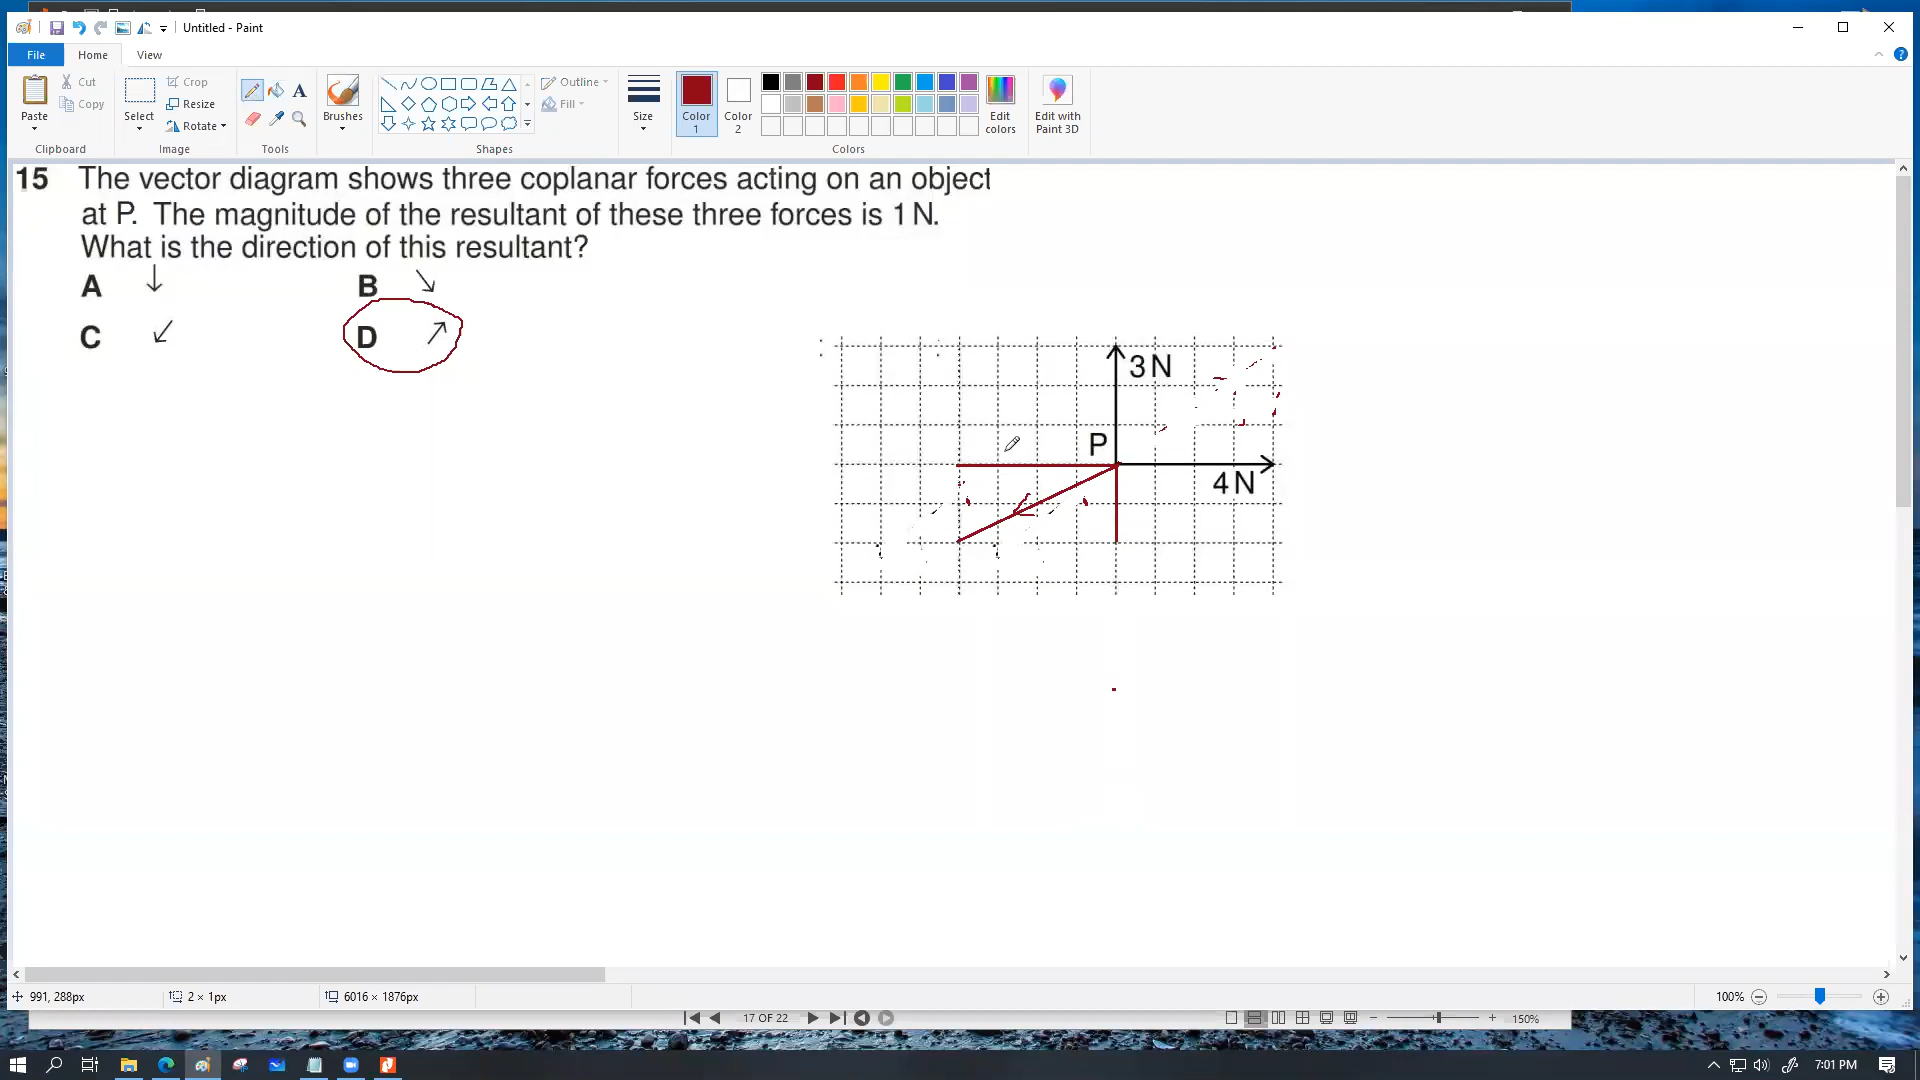 Untitled - Paint
File Home View
Paste Cut Copy
Clipboard
Select Crop Resize Rotate
Image
A
Tools
Brushes
Shapes
Outline Fill
Size
Color 1 Color 2
Edit colors
Edit with Paint 3D
Colors
15 The vector diagram shows three coplanar forces acting on an object
at P. The magnitude of the resultant of these three forces is 1 N.
What is the direction of this resultant?
A ↓ B ↘
C ↙ D ↗
3 N
P
4 N
991, 288px 2 × 1px 6016 × 1876px 100%
17 OF 22 150%
7:01 PM